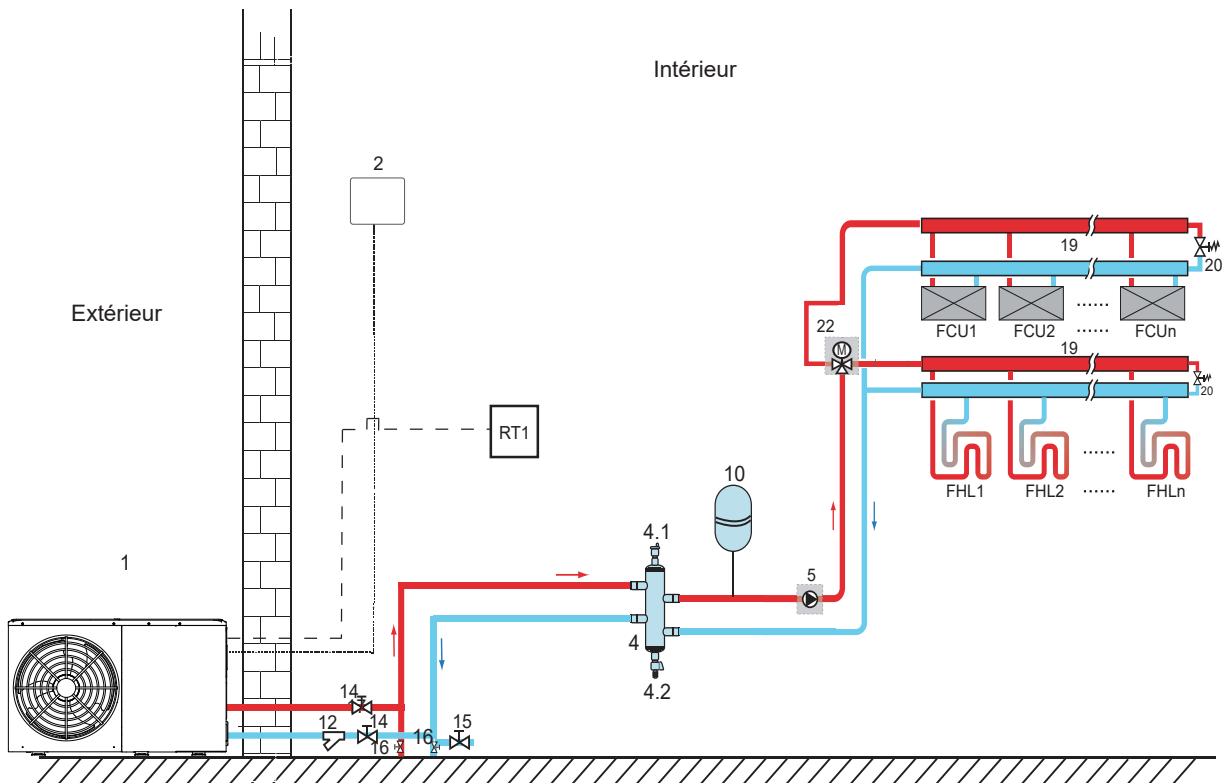 Intérieur
2
Extérieur
19
20
FCU1 FCU2 ...... FCUn
......
22
M
19
20
RT1
......
FHL1 FHL2 ...... FHLn
10
4.1
1
5
4
4.2
14
12 14 15
16 16